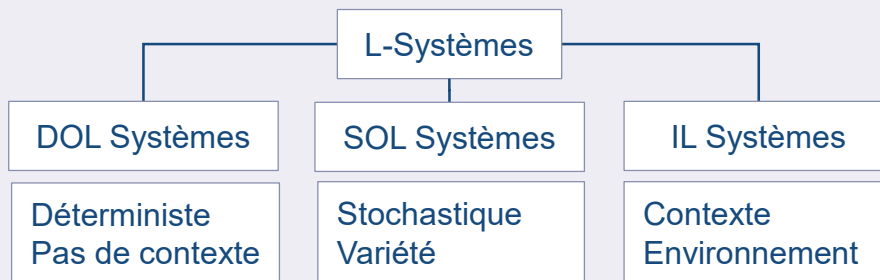 L-Systèmes
DOL Systèmes
SOL Systèmes
IL Systèmes
Déterministe
Pas de contexte
Stochastique
Variété
Contexte
Environnement